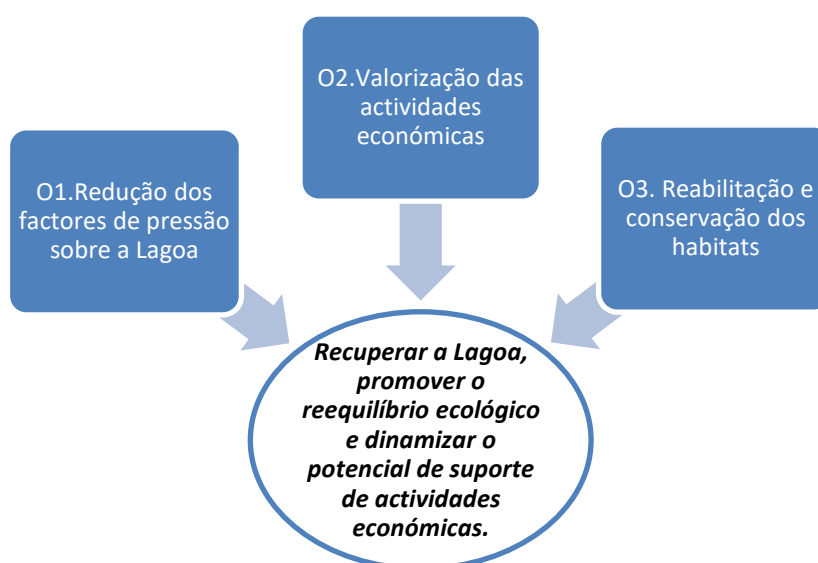 O1.Redução dos
factores de pressão
sobre a Lagoa
O2.Valorização das
actividades
económicas
O3. Reabilitação e
conservação dos
habitats
Recuperar a Lagoa,
promover o
reequilíbrio ecológico
e dinamizar o
potencial de suporte
de actividades
económicas.